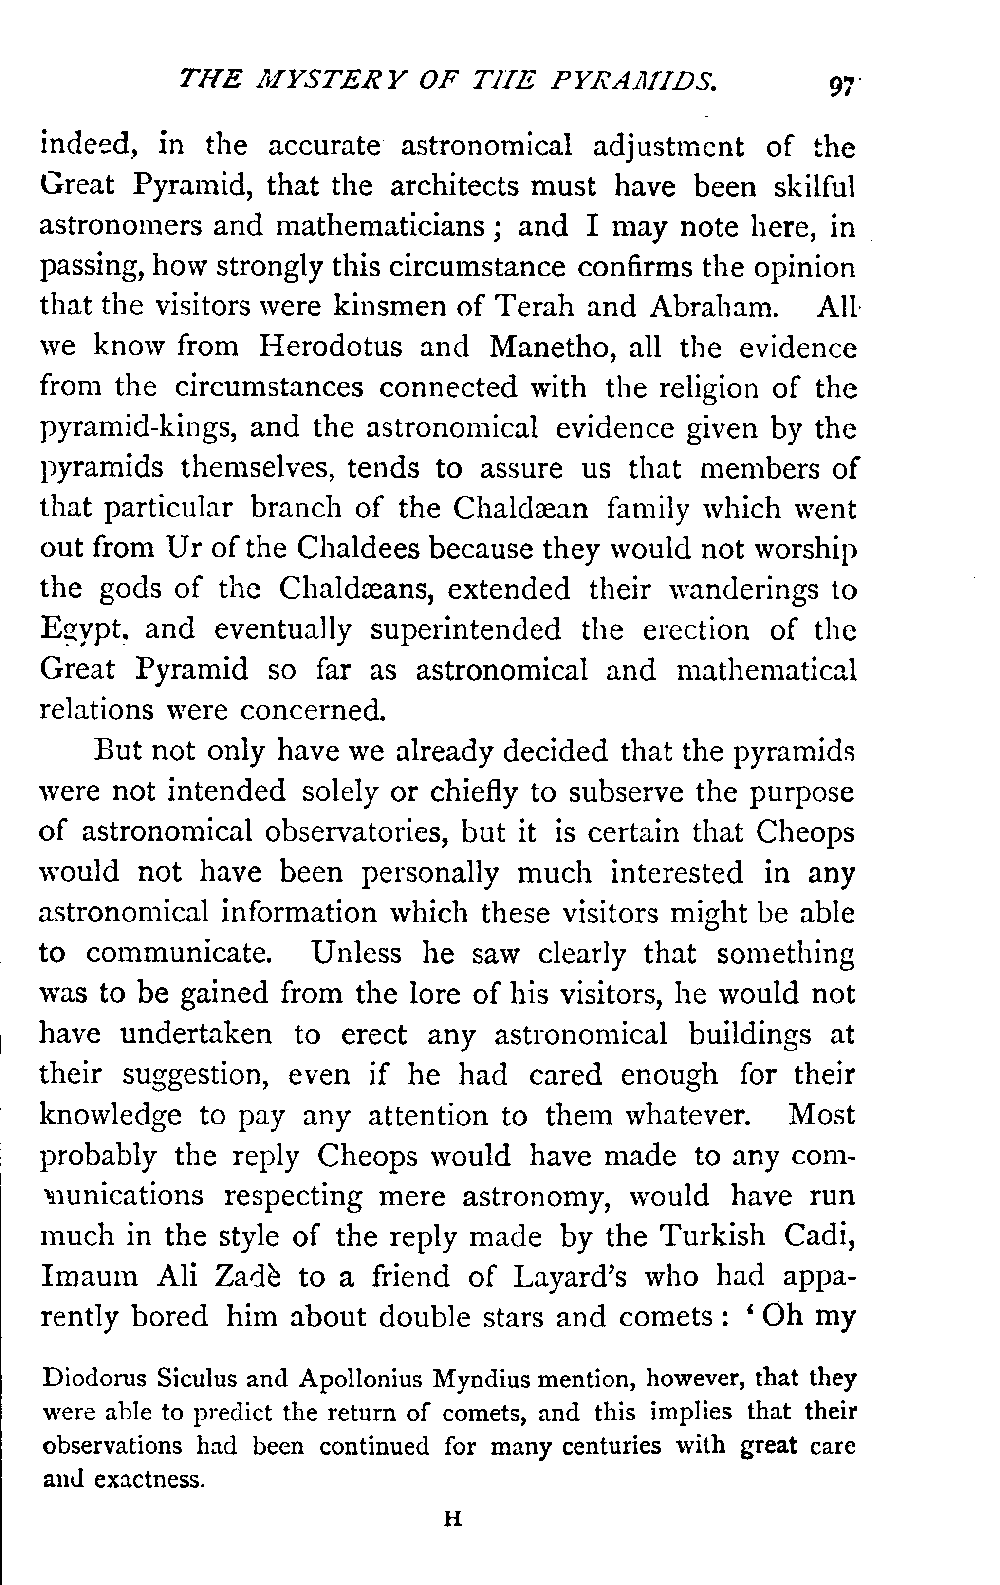 THE MYSTERY OF THE PYRAMIDS. 97
indeed, in the accurate astronomical adjustment of the
Great Pyramid, that the architects must have been skilful
astronomers and mathematicians ; and I may note here, in
passing, how strongly this circumstance confirms the opinion
that the visitors were kinsmen of Terah and Abraham. All
we know from Herodotus and Manetho, all the evidence
from the circumstances connected with the religion of the
pyramid-kings, and the astronomical evidence given by the
pyramids themselves, tends to assure us that members of
that particular branch of the Chaldæan family which went
out from Ur of the Chaldees because they would not worship
the gods of the Chaldæans, extended their wanderings to
Egypt, and eventually superintended the erection of the
Great Pyramid so far as astronomical and mathematical
relations were concerned.
But not only have we already decided that the pyramids
were not intended solely or chiefly to subserve the purpose
of astronomical observatories, but it is certain that Cheops
would not have been personally much interested in any
astronomical information which these visitors might be able
to communicate. Unless he saw clearly that something
was to be gained from the lore of his visitors, he would not
have undertaken to erect any astronomical buildings at
their suggestion, even if he had cared enough for their
knowledge to pay any attention to them whatever. Most
probably the reply Cheops would have made to any com-
munications respecting mere astronomy, would have run
much in the style of the reply made by the Turkish Cadi,
Imaum Ali Zadè to a friend of Layard's who had appa-
rently bored him about double stars and comets : ‘ Oh my
Diodorus Siculus and Apollonius Myndius mention, however, that they
were able to predict the return of comets, and this implies that their
observations had been continued for many centuries with great care
and exactness.
H